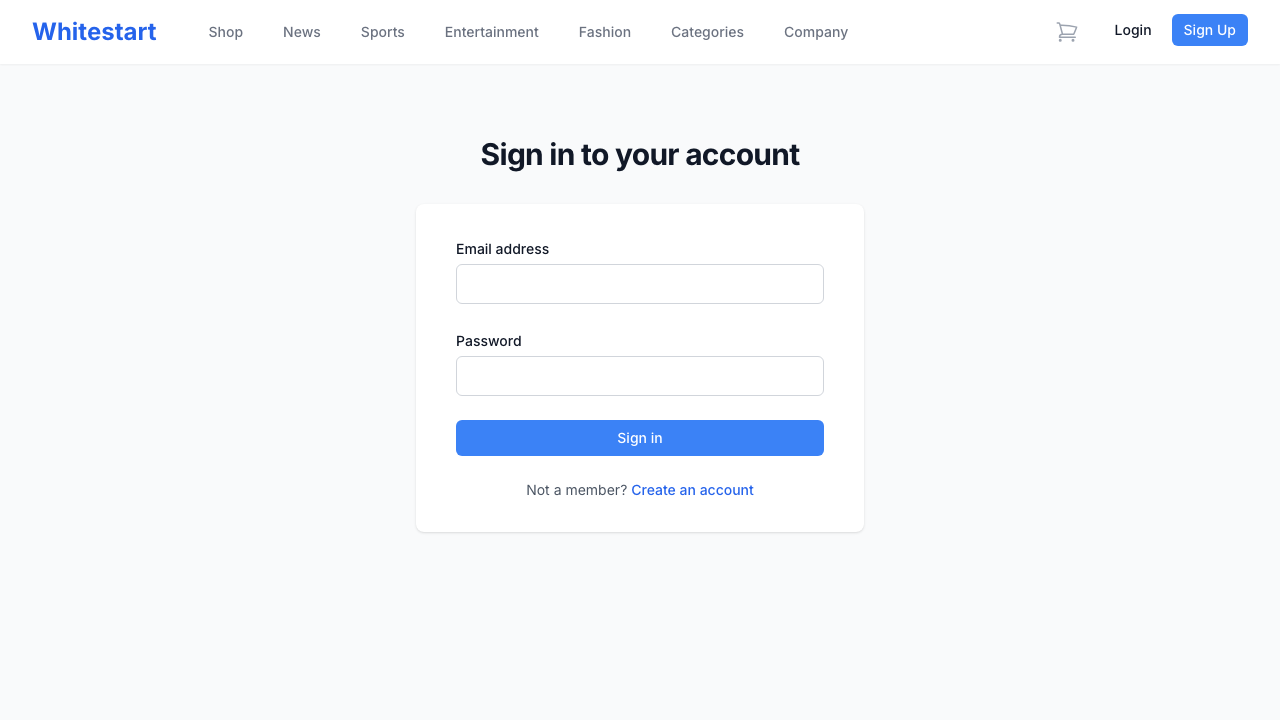 Whitestart
Shop
News
Sports
Entertainment
Fashion
Categories
Company
Login
Sign Up
Sign in to your account
Email address
Password
Sign in
Not a member? Create an account